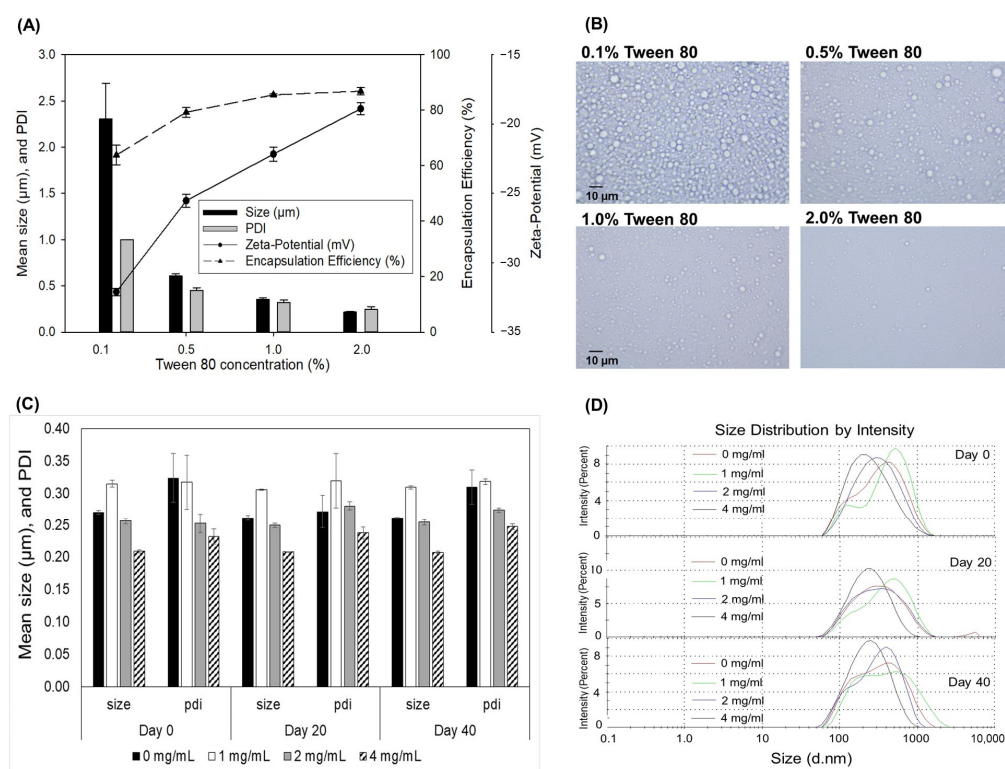 (A)
3.0
2.5
2.0
1.5
1.0
0.5
0.0
Mean size (µm), and PDI
100
80
60
40
20
0
Encapsulation Efficiency (%)
−15
−20
−25
−30
−35
Zeta-Potential (mV)
Size (µm)
PDI
Zeta-Potential (mV)
Encapsulation Efficiency (%)
0.1 0.5 1.0 2.0
Tween 80 concentration (%)
(B)
0.1% Tween 80
0.5% Tween 80
10 µm
1.0% Tween 80
2.0% Tween 80
10 µm
(C)
0.40
0.35
0.30
0.25
0.20
0.15
0.10
0.05
0.00
Mean size (µm), and PDI
size pdi size pdi size pdi
Day 0 Day 20 Day 40
0 mg/mL 1 mg/mL 2 mg/mL 4 mg/mL
(D)
Size Distribution by Intensity
Intensity (Percent)
8
4
0
0 mg/ml
1 mg/ml
2 mg/ml
4 mg/ml
Day 0
Intensity (Percent)
10
5
0
0 mg/ml
1 mg/ml
2 mg/ml
4 mg/ml
Day 20
Intensity (Percent)
8
4
0
0 mg/ml
1 mg/ml
2 mg/ml
4 mg/ml
Day 40
0.1 1.0 10 100 1000 10,000
Size (d.nm)